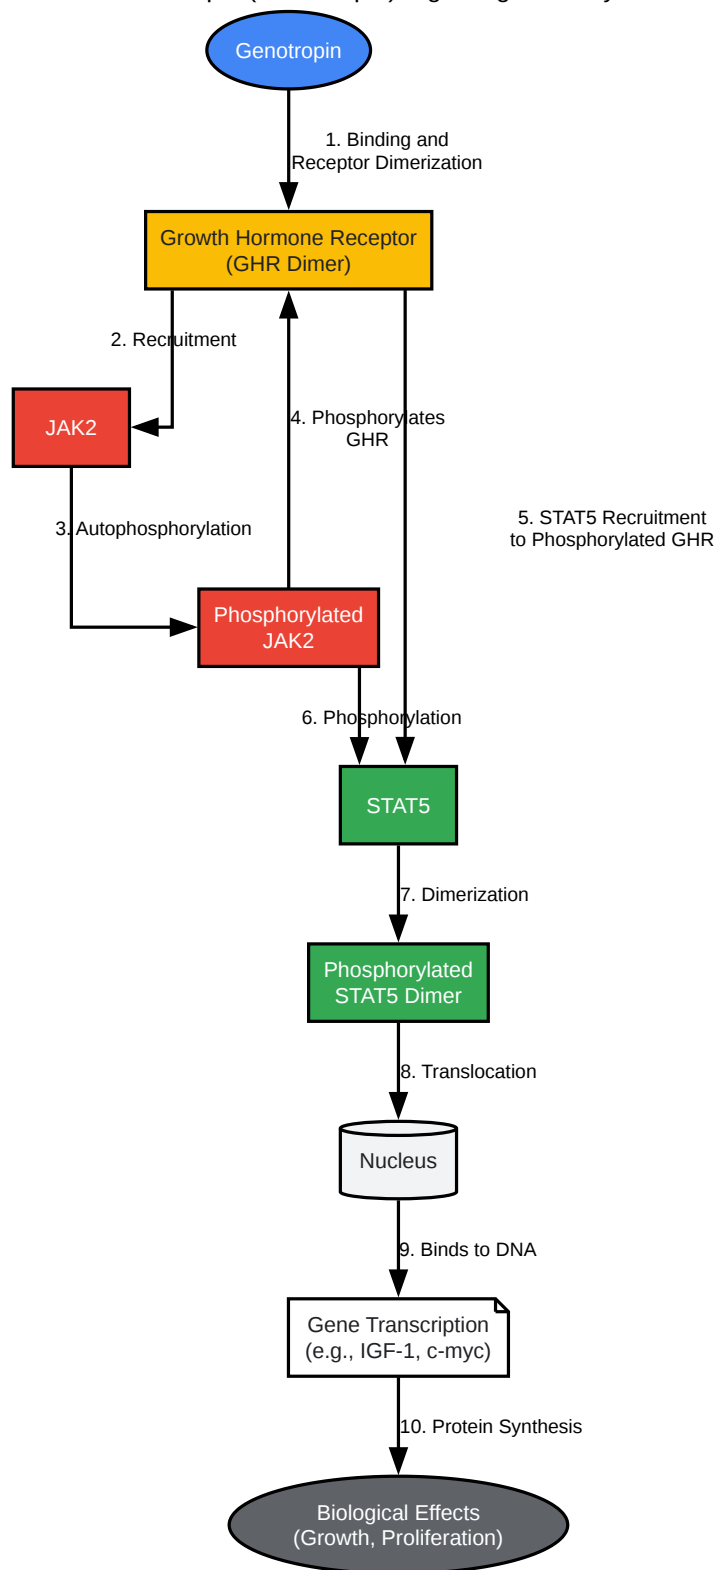 Genotropin
1. Binding and
Receptor Dimerization
Growth Hormone Receptor
(GHR Dimer)
2. Recruitment
JAK2
4. Phosphorylates
GHR
5. STAT5 Recruitment
to Phosphorylated GHR
3. Autophosphorylation
Phosphorylated
JAK2
6. Phosphorylation
STAT5
7. Dimerization
Phosphorylated
STAT5 Dimer
8. Translocation
Nucleus
9. Binds to DNA
Gene Transcription
(e.g., IGF-1, c-myc)
10. Protein Synthesis
Biological Effects
(Growth, Proliferation)